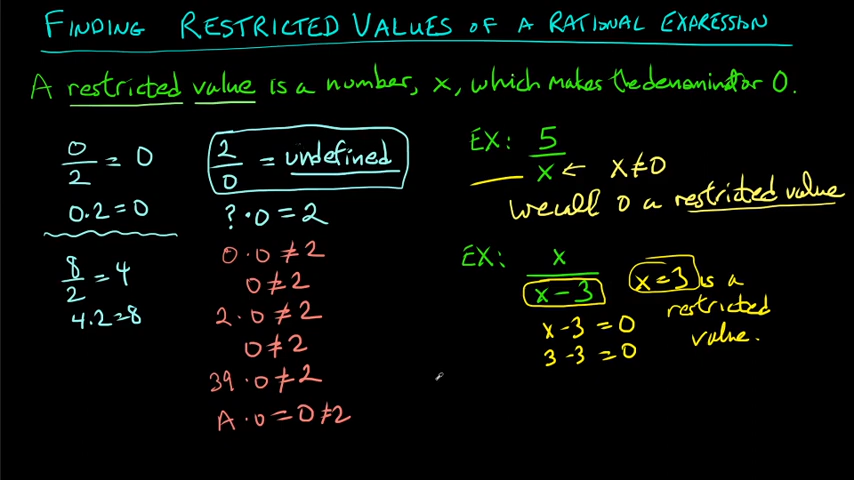 FINDING RESTRICTED VALUES OF A RATIONAL EXPRESSION
A restricted value is a number, x, which makes the denominator 0.
0/2 = 0
0·2=0
8/2 = 4
4·2=8
2/0 = undefined
?·0=2
0·0≠2
0≠2
2·0≠2
0≠2
39·0≠2
A·0=0≠2
EX: 5/x ← x≠0
We call 0 a restricted value
EX: x/(x-3)
x=3 is a
restricted
value.
x-3=0
3-3=0